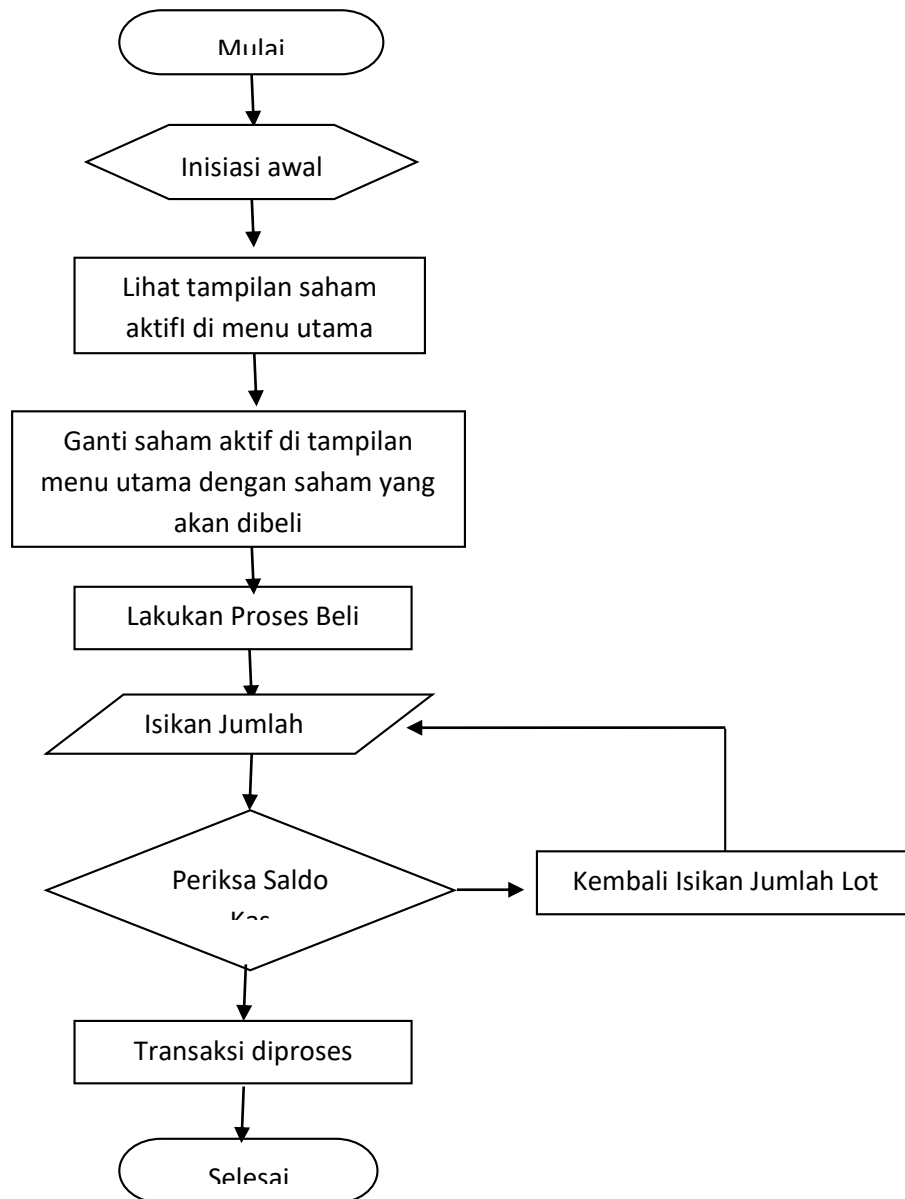 Mulai
Inisiasi awal
Lihat tampilan saham
aktifI di menu utama
Ganti saham aktif di tampilan
menu utama dengan saham yang
akan dibeli
Lakukan Proses Beli
Isikan Jumlah
Periksa Saldo
Kas
Kembali Isikan Jumlah Lot
Transaksi diproses
Selesai